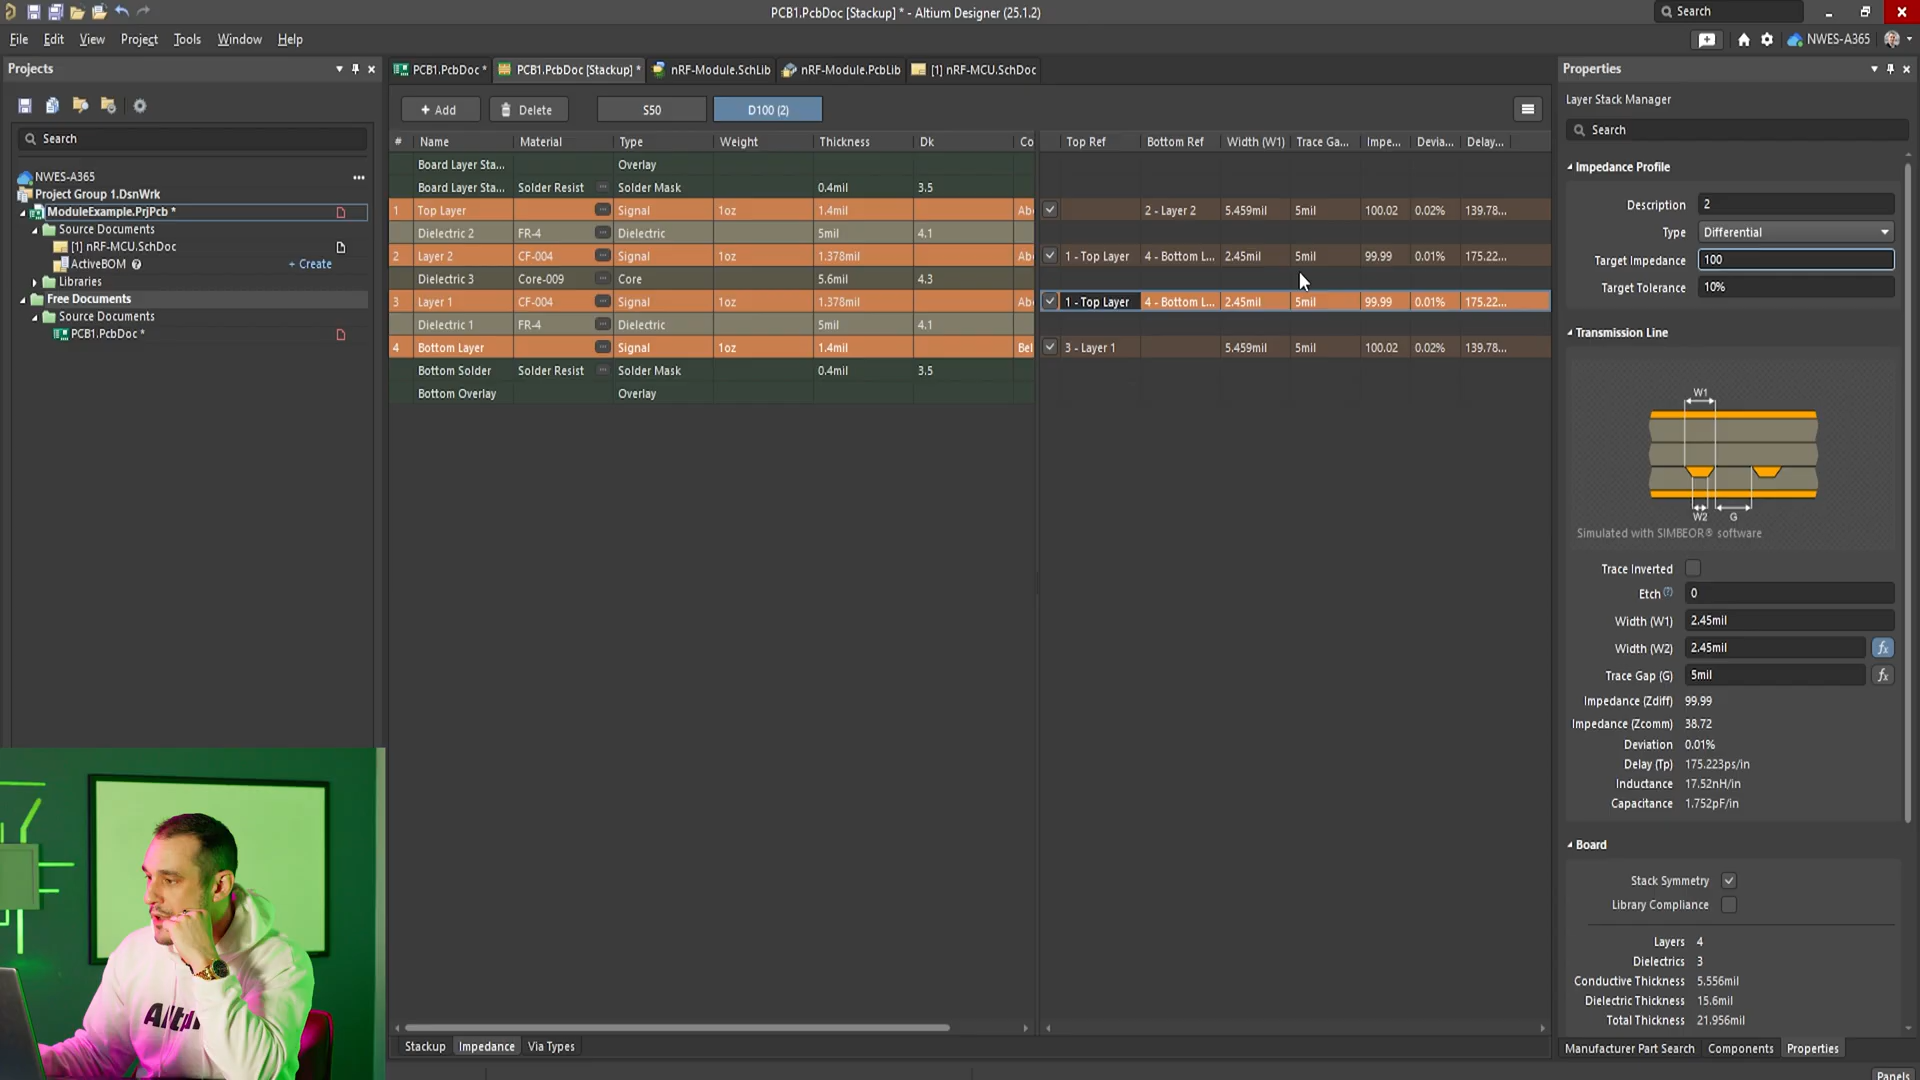 PCB1.PcbDoc [Stackup] * - Altium Designer (25.1.2)
Search
File Edit View Project Tools Window Help
NWES-A365
Projects
Search
NWES-A365
Project Group 1.DsnWrk
ModuleExample.PrjPcb *
Source Documents
[1] nRF-MCU.SchDoc
ActiveBOM
+ Create
Libraries
Free Documents
Source Documents
PCB1.PcbDoc *
PCB1.PcbDoc * PCB1.PcbDoc [Stackup] * nRF-Module.SchLib nRF-Module.PcbLib [1] nRF-MCU.SchDoc
+ Add Delete S50 D100 (2)
# Name Material Type Weight Thickness Dk Co Top Ref Bottom Ref Width (W1) Trace Ga... Impe... Devia... Delay...
Board Layer Sta... Overlay
Board Layer Sta... Solder Resist Solder Mask 0.4mil 3.5
1 Top Layer Signal 1oz 1.4mil Ab 2 - Layer 2 5.459mil 5mil 100.02 0.02% 139.78...
Dielectric 2 FR-4 Dielectric 5mil 4.1
2 Layer 2 CF-004 Signal 1oz 1.378mil Ab 1 - Top Layer 4 - Bottom L... 2.45mil 5mil 99.99 0.01% 175.22...
Dielectric 3 Core-009 Core 5.6mil 4.3
3 Layer 1 CF-004 Signal 1oz 1.378mil Ab 1 - Top Layer 4 - Bottom L... 2.45mil 5mil 99.99 0.01% 175.22...
Dielectric 1 FR-4 Dielectric 5mil 4.1
4 Bottom Layer Signal 1oz 1.4mil Bel 3 - Layer 1 5.459mil 5mil 100.02 0.02% 139.78...
Bottom Solder Solder Resist Solder Mask 0.4mil 3.5
Bottom Overlay Overlay
Stackup Impedance Via Types
Properties
Layer Stack Manager
Search
Impedance Profile
Description 2
Type Differential
Target Impedance 100
Target Tolerance 10%
Transmission Line
W1
W2 G
Simulated with SIMBEOR® software
Trace Inverted
Etch (?) 0
Width (W1) 2.45mil
Width (W2) 2.45mil fx
Trace Gap (G) 5mil fx
Impedance (Zdiff) 99.99
Impedance (Zcomm) 38.72
Deviation 0.01%
Delay (Tp) 175.223ps/in
Inductance 17.52nH/in
Capacitance 1.752pF/in
Board
Stack Symmetry
Library Compliance
Layers 4
Dielectrics 3
Conductive Thickness 5.556mil
Dielectric Thickness 15.6mil
Total Thickness 21.956mil
Manufacturer Part Search Components Properties
Panels